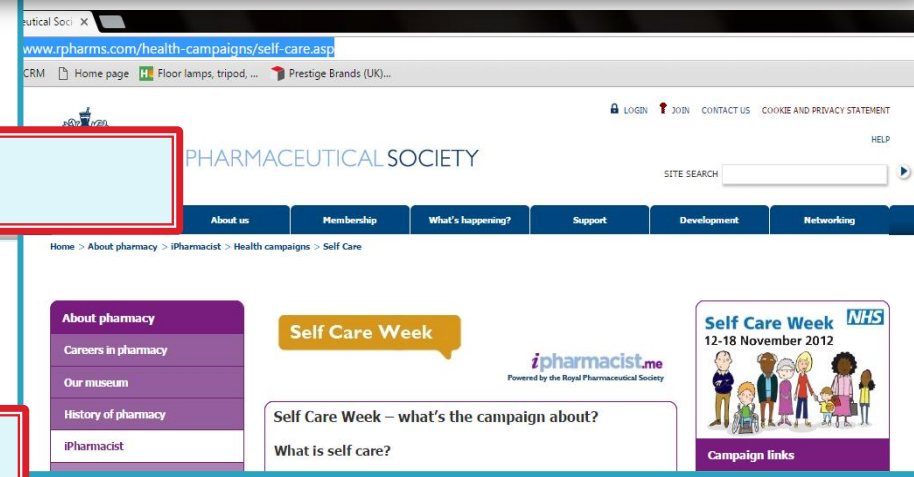 eutical Soci ×
www.rpharms.com/health-campaigns/self-care.asp
CRM Home page Floor lamps, tripod, ... Prestige Brands (UK)...
LOGIN JOIN CONTACT US COOKIE AND PRIVACY STATEMENT
HELP
PHARMACEUTICAL SOCIETY
SITE SEARCH
About us Membership What's happening? Support Development Networking
Home > About pharmacy > iPharmacist > Health campaigns > Self Care
About pharmacy
Careers in pharmacy
Our museum
History of pharmacy
iPharmacist
Self Care Week
ipharmacist.me
Powered by the Royal Pharmaceutical Society
Self Care Week – what's the campaign about?
What is self care?
Self Care Week NHS
12-18 November 2012
Campaign links